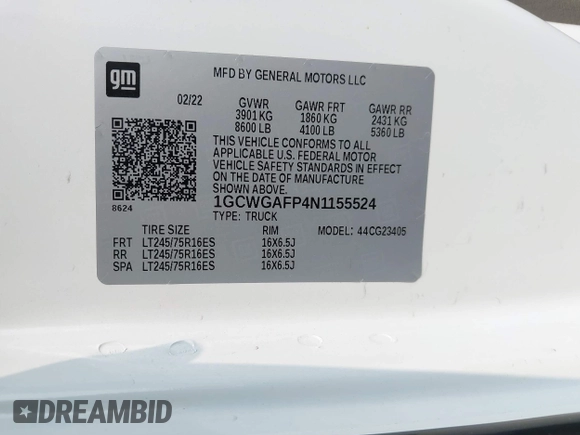 gm
MFD BY GENERAL MOTORS LLC
02/22 GVWR GAWR FRT GAWR RR
3901 KG 1860 KG 2431 KG
8600 LB 4100 LB 5360 LB
THIS VEHICLE CONFORMS TO ALL
APPLICABLE U.S. FEDERAL MOTOR
VEHICLE SAFETY STANDARDS IN EFFECT
ON THE DATE OF MANUFACTURE
SHOWN ABOVE.
8624 1GCWGAFP4N1155524
TYPE: TRUCK
TIRE SIZE RIM MODEL: 44CG23405
FRT LT245/75R16ES 16X6.5J
RR LT245/75R16ES 16X6.5J
SPA LT245/75R16ES 16X6.5J
DREAMBID